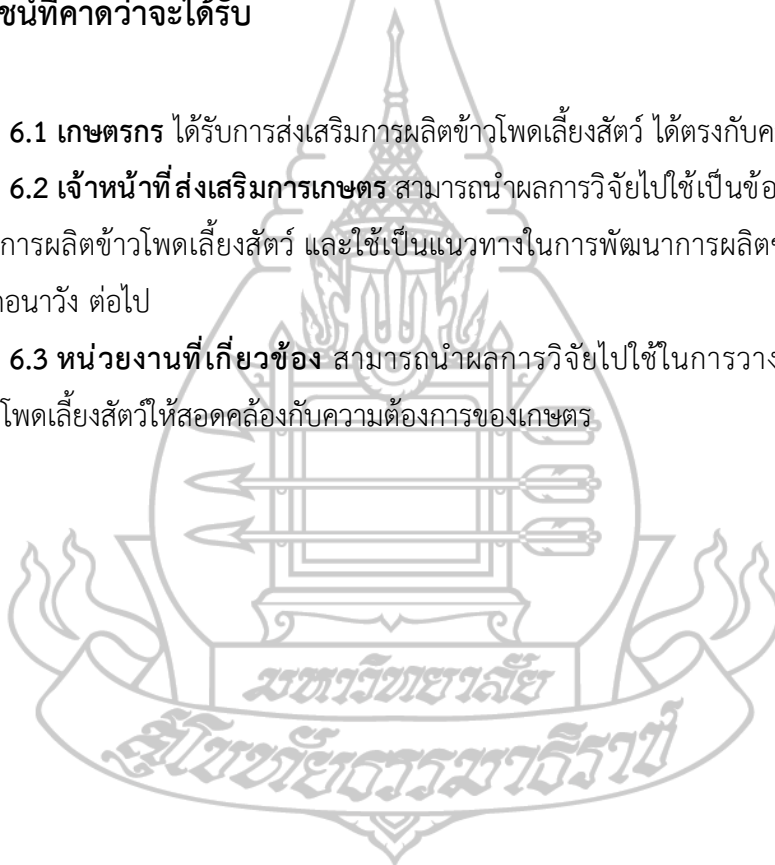 ชน์ที่คาดว่าจะได้รับ
6.1 เกษตรกร ได้รับการส่งเสริมการผลิตข้าวโพดเลี้ยงสัตว์ ได้ตรงกับค
6.2 เจ้าหน้าที่ส่งเสริมการเกษตร สามารถนำผลการวิจัยไปใช้เป็นข้อ
การผลิตข้าวโพดเลี้ยงสัตว์ และใช้เป็นแนวทางในการพัฒนาการผลิต
อนาวัง ต่อไป
6.3 หน่วยงานที่เกี่ยวข้อง สามารถนำผลการวิจัยไปใช้ในการวาง
โพดเลี้ยงสัตว์ให้สอดคล้องกับความต้องการของเกษตร
มหาวิทยาลัย
สุโขทัยธรรมาธิราช